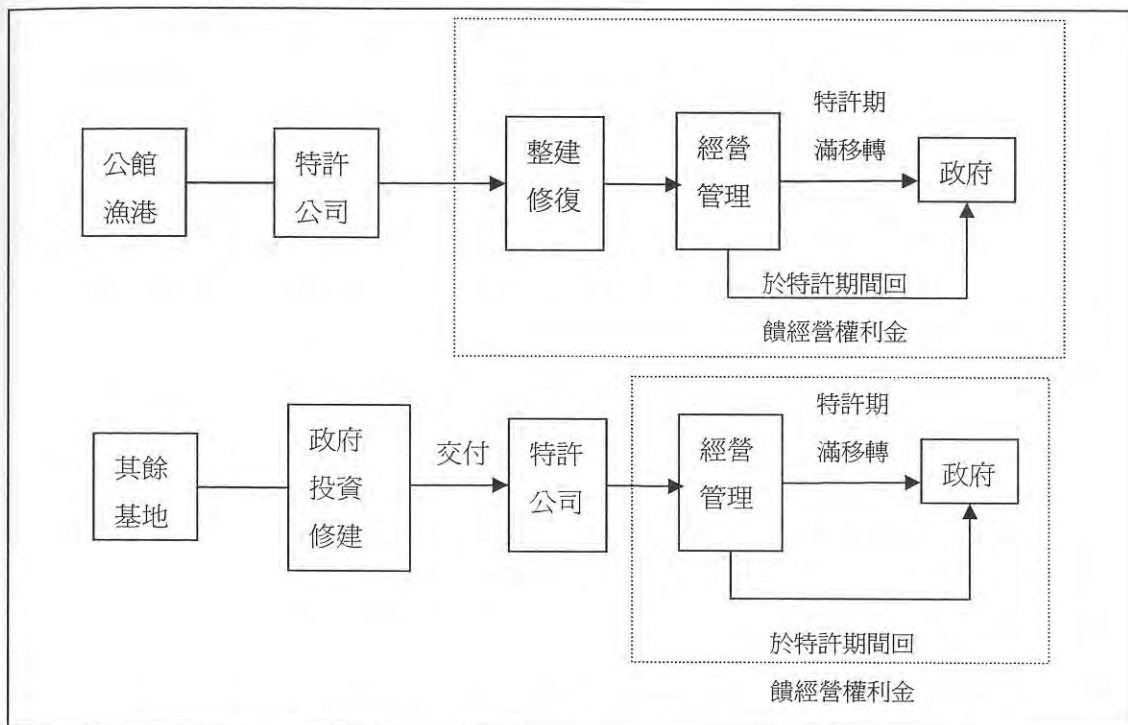 公館
漁港
特許
公司
整建
修復
經營
管理
特許期
滿移轉
政府
於特許期間回
饋經營權利金
其餘
基地
政府
投資
修建
交付
特許
公司
經營
管理
特許期
滿移轉
政府
於特許期間回
饋經營權利金